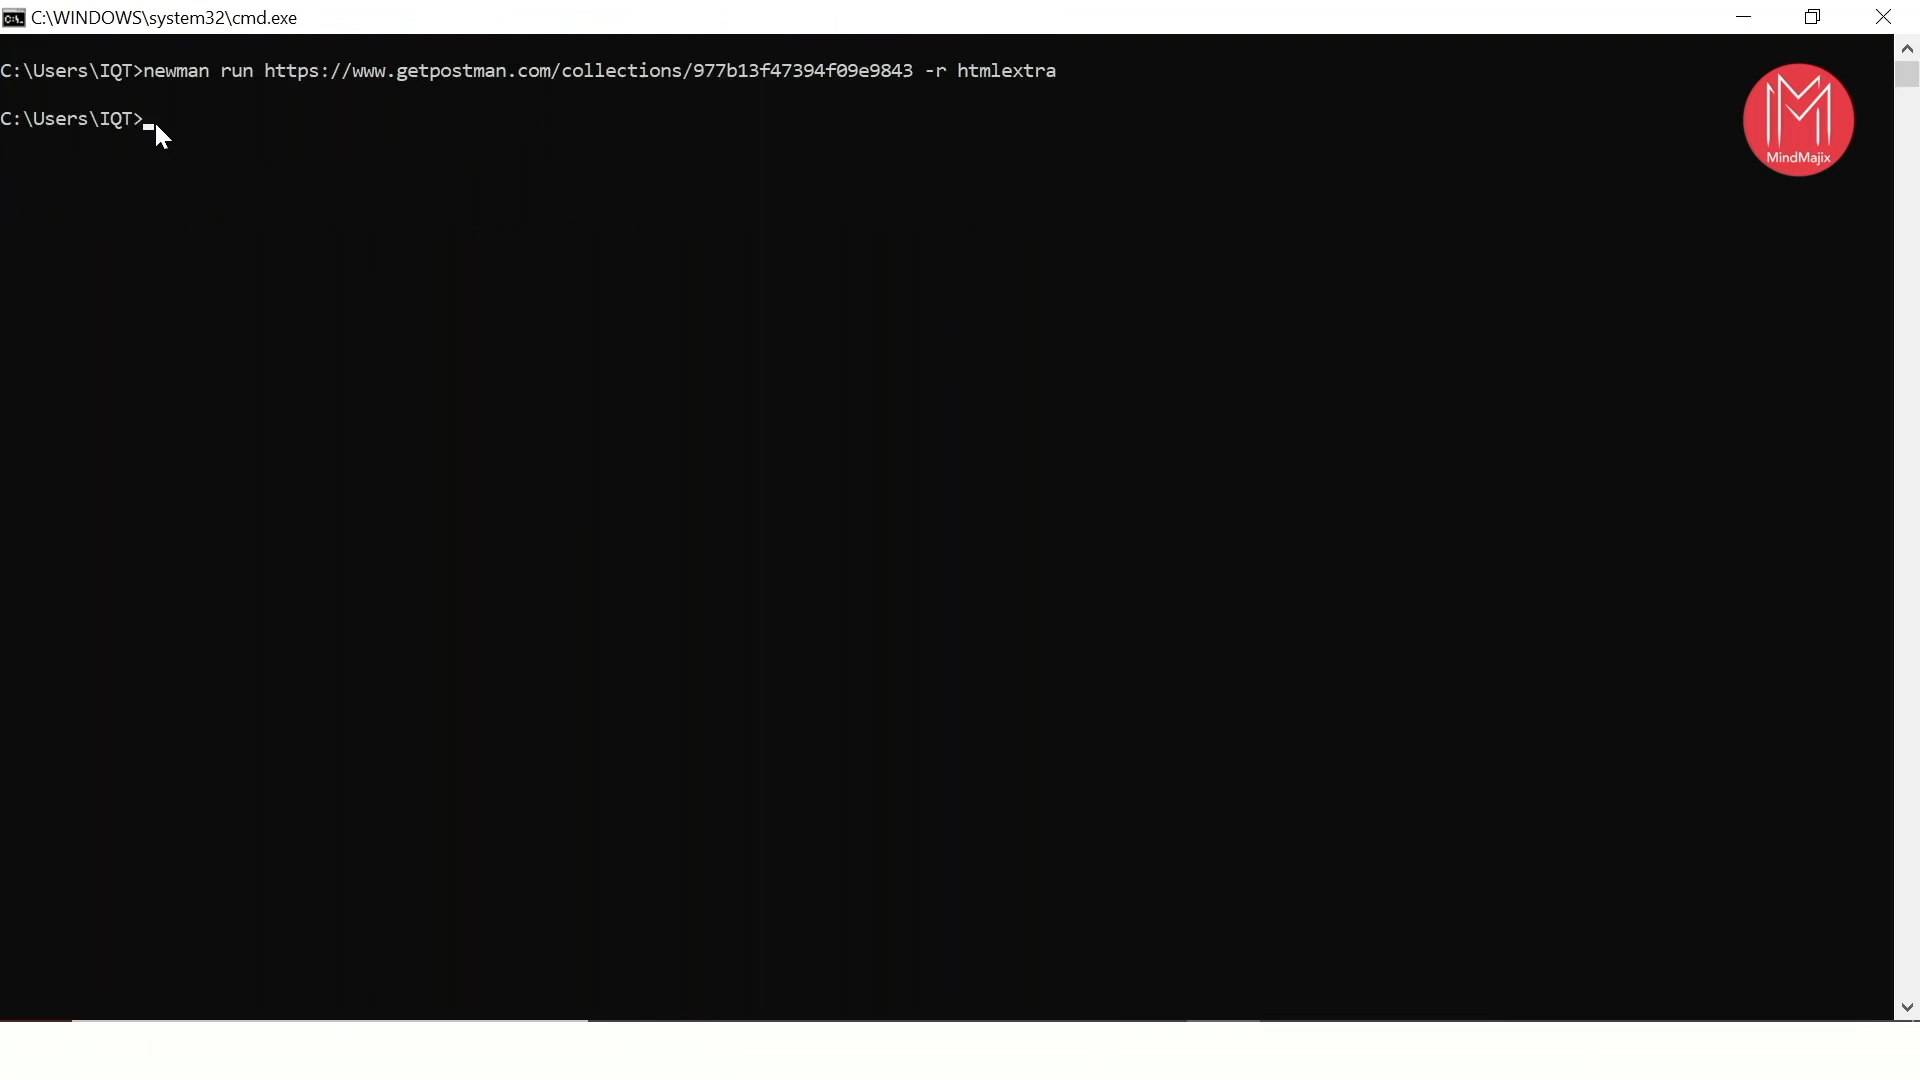 C:\WINDOWS\system32\cmd.exe
C:\Users\IQT>newman run https://www.getpostman.com/collections/977b13f47394f09e9843 -r htmlextra
C:\Users\IQT>
MindMajix